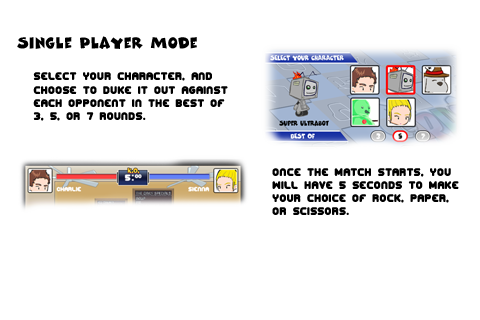 SINGLE PLAYER MODE
SELECT YOUR CHARACTER, AND
CHOOSE TO DUKE IT OUT AGAINST
EACH OPPONENT IN THE BEST OF
3, 5, OR 7 ROUNDS.
SELECT YOUR CHARACTER
SUPER ULTRABOT
BEST OF 3 5 7
K.O.
5:00
CHARLIE
SIENNA
ONCE THE MATCH STARTS, YOU
WILL HAVE 5 SECONDS TO MAKE
YOUR CHOICE OF ROCK, PAPER,
OR SCISSORS.